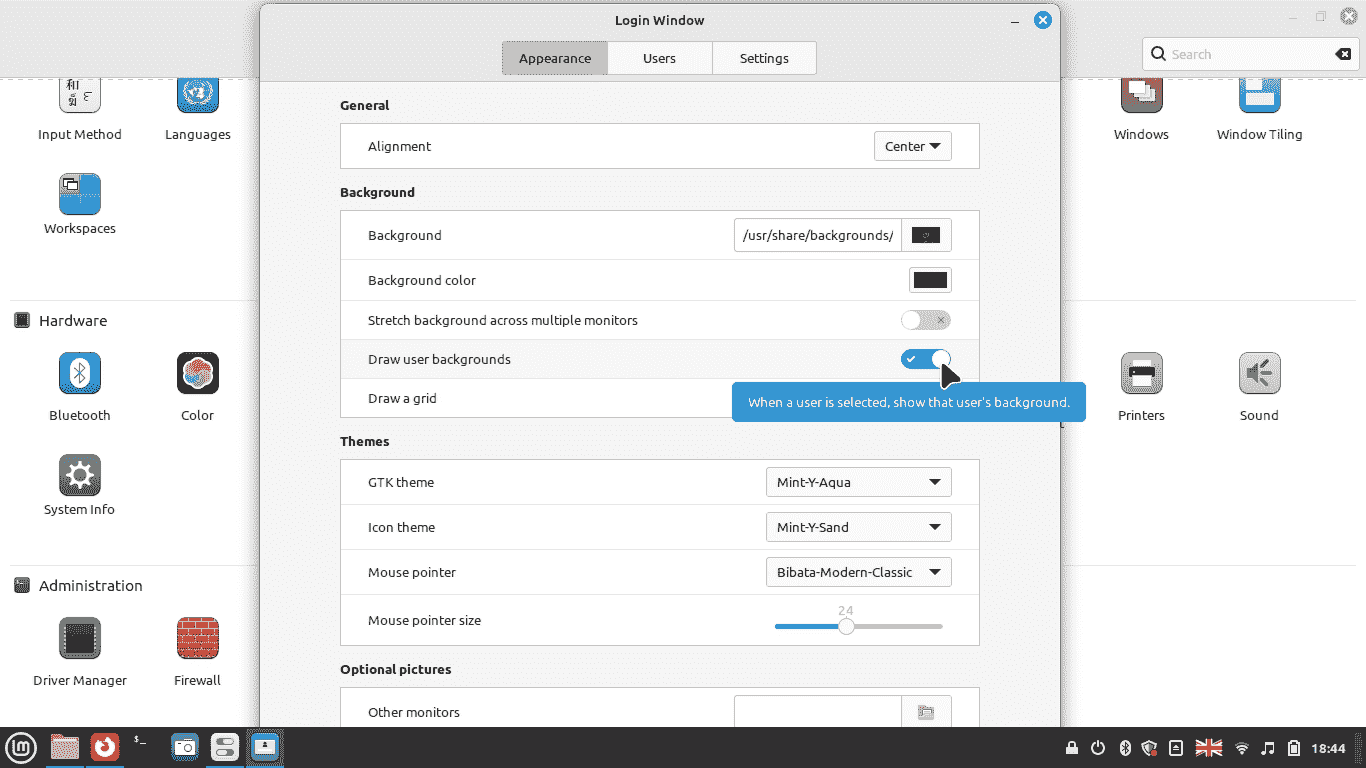 Login Window
Appearance
Users
Settings
Search
Input Method
Languages
Windows
Window Tiling
Workspaces
General
Alignment
Center
Background
Background
/usr/share/backgrounds/
Background color
Stretch background across multiple monitors
Draw user backgrounds
When a user is selected, show that user's background.
Draw a grid
Hardware
Bluetooth
Color
Printers
Sound
System Info
Themes
GTK theme
Mint-Y-Aqua
Icon theme
Mint-Y-Sand
Mouse pointer
Bibata-Modern-Classic
Mouse pointer size
24
Administration
Driver Manager
Firewall
Optional pictures
Other monitors
18:44